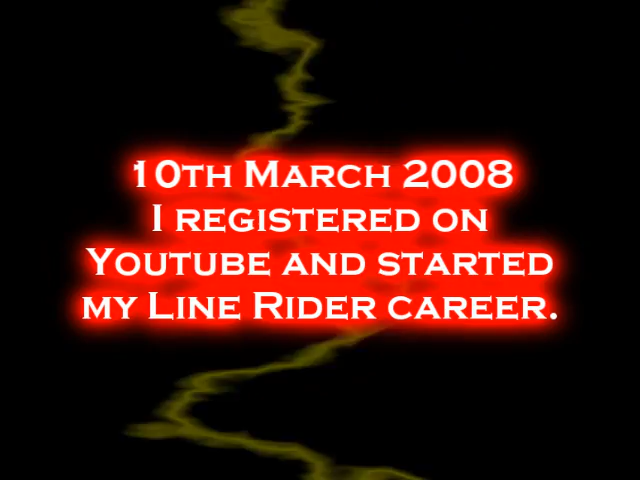 10th March 2008
I registered on
Youtube and started
my Line Rider career.